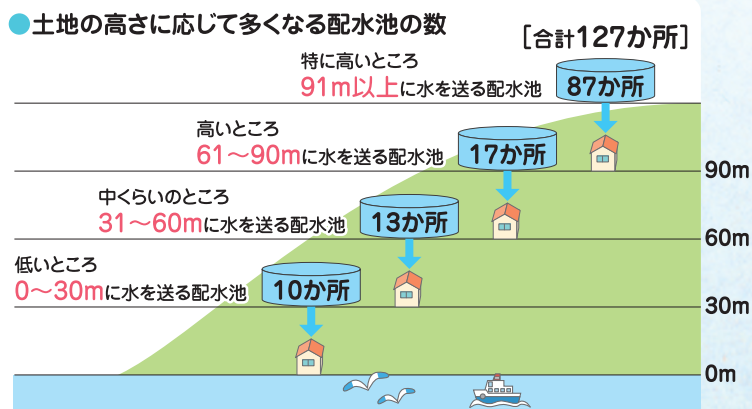 ●土地の高さに応じて多くなる配水池の数
[合計127か所]
特に高いところ
91m以上に水を送る配水池
87か所
高いところ
61〜90mに水を送る配水池
17か所
90m
中くらいのところ
31〜60mに水を送る配水池
13か所
60m
低いところ
0〜30mに水を送る配水池
10か所
30m
0m